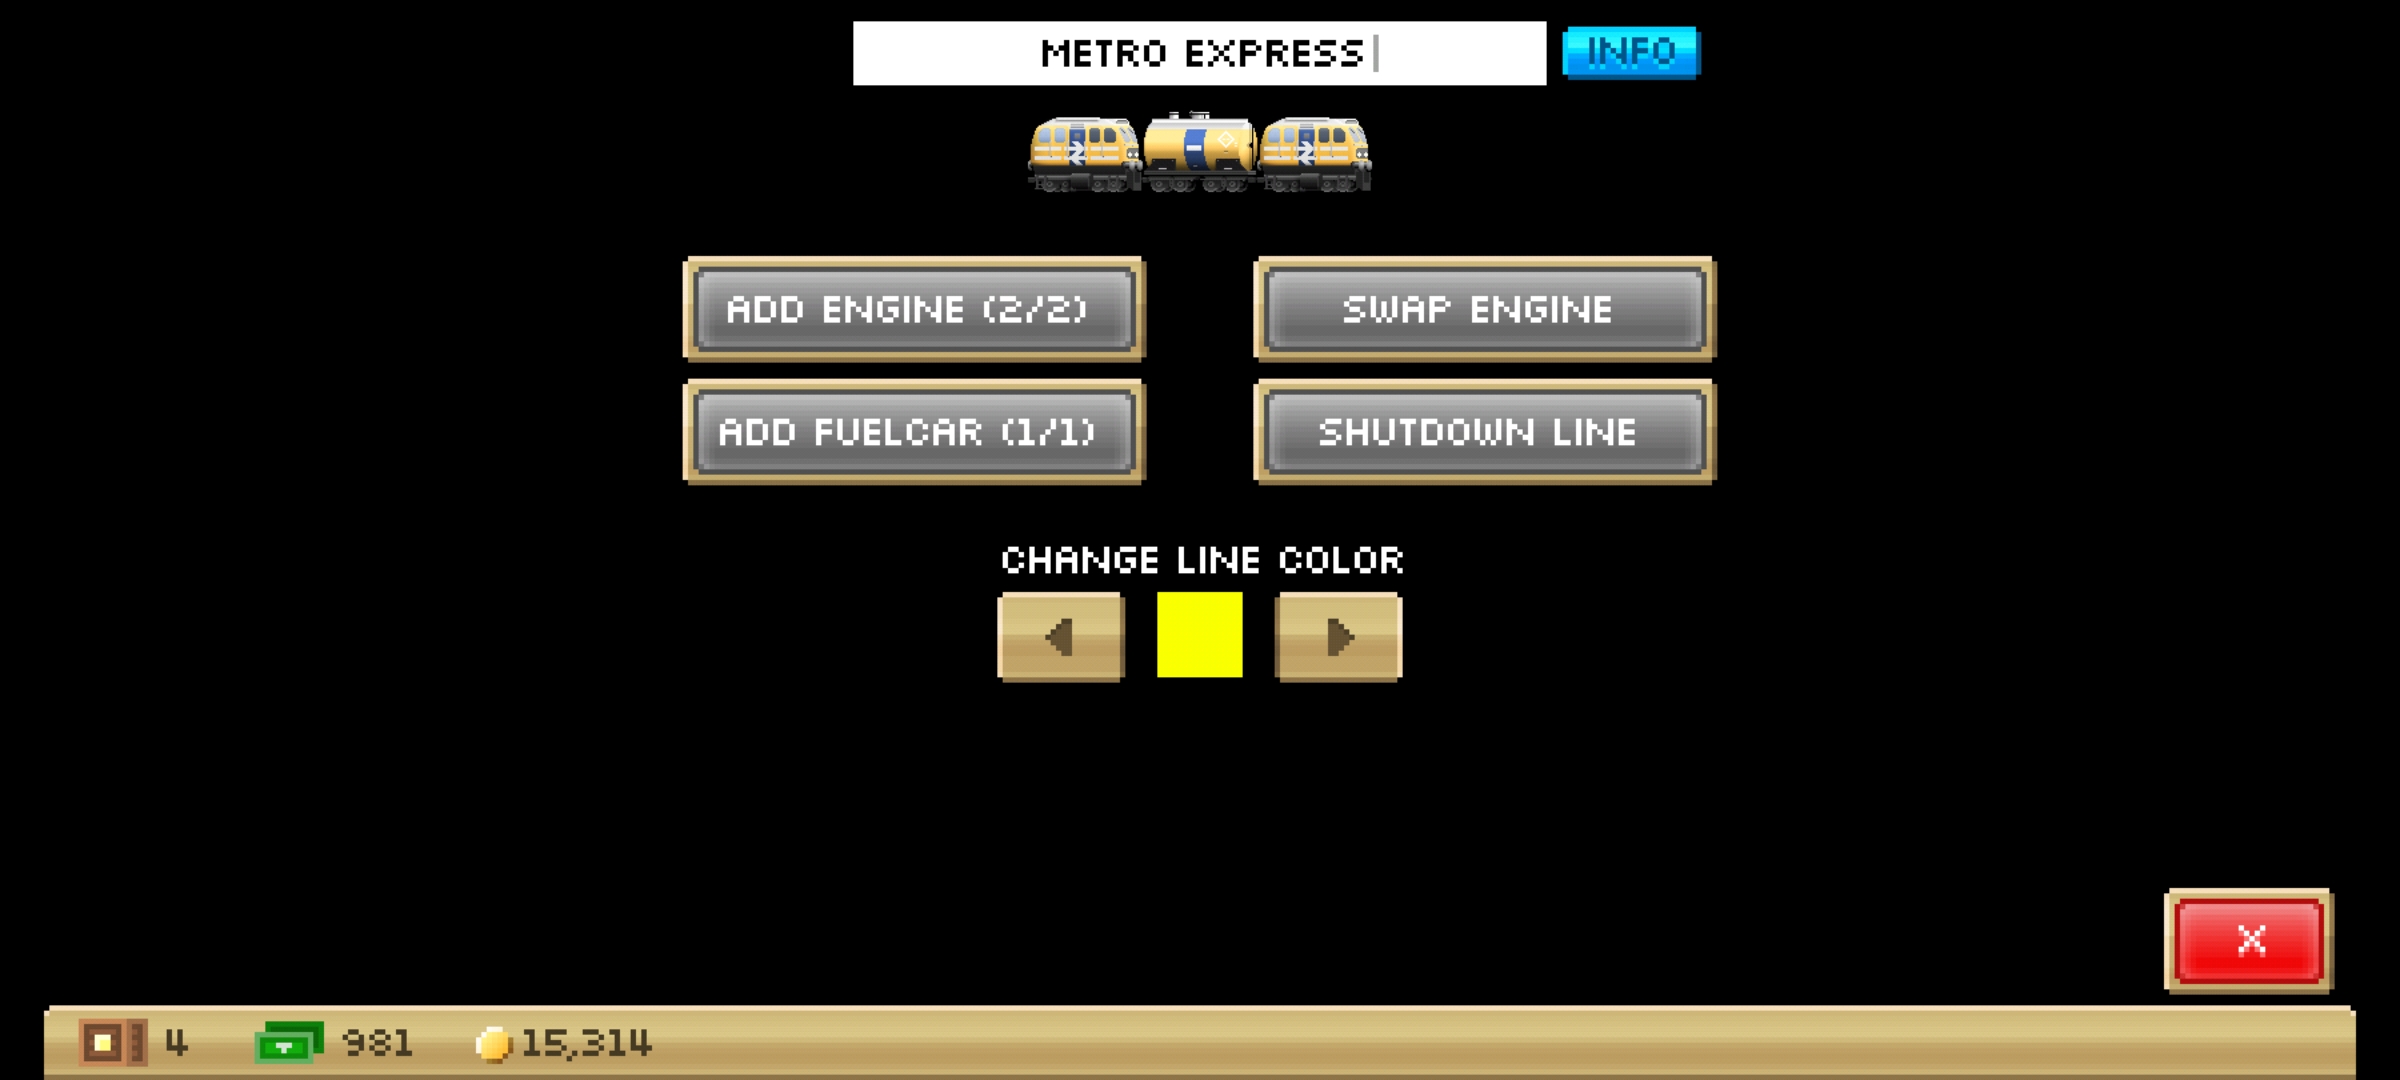 METRO EXPRESS
INFO
ADD ENGINE (2/2)
SWAP ENGINE
ADD FUELCAR (1/1)
SHUTDOWN LINE
CHANGE LINE COLOR
X
4
981
15,314